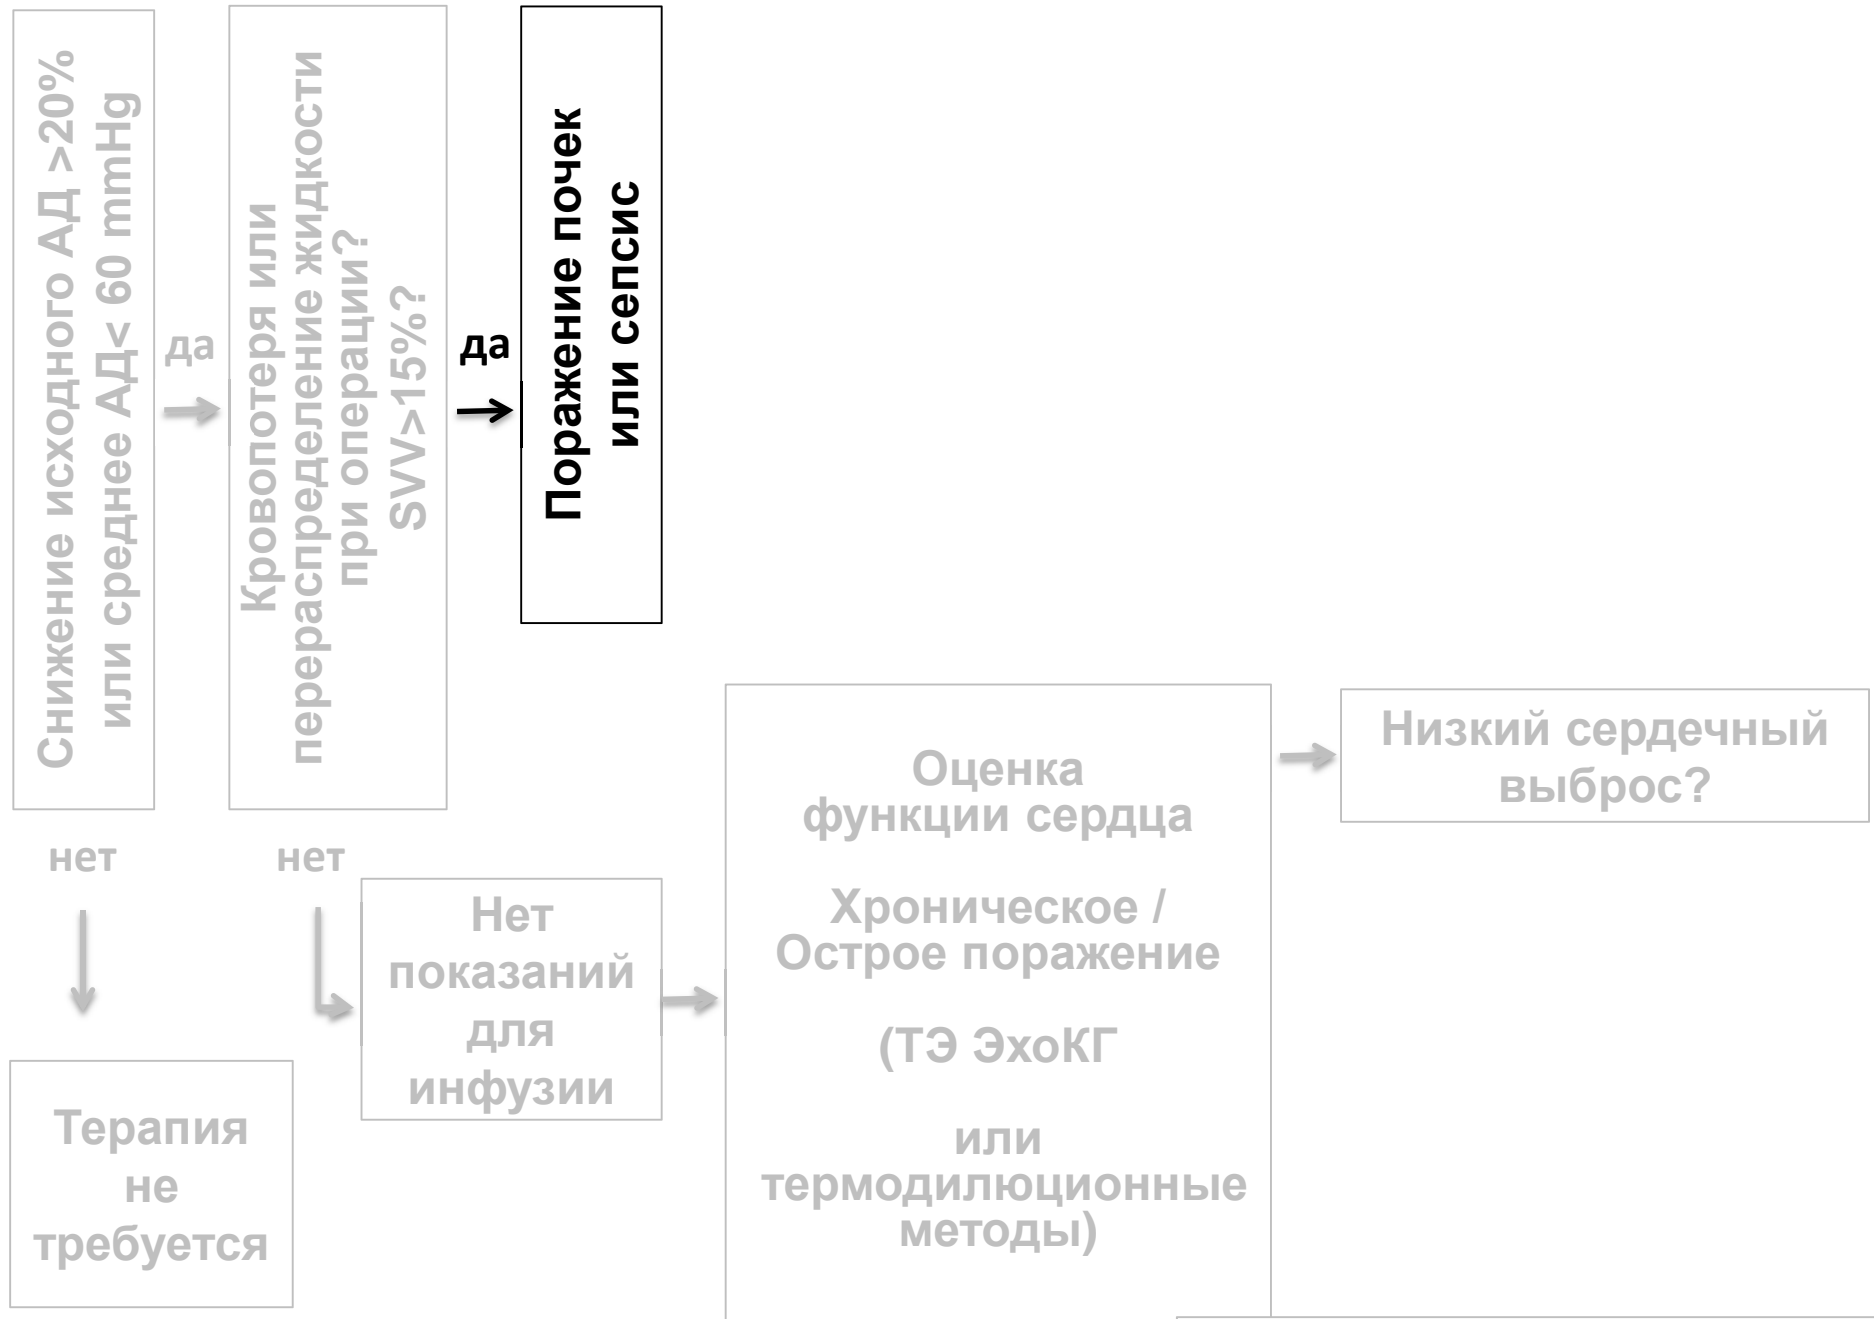 Снижение исходного АД >20%
или среднее АД< 60 mmHg
да
Кровопотеря или
перераспределение жидкости
при операции?
SVV>15%?
да
Поражение почек
или сепсис
нет
Терапия
не
требуется
нет
Нет
показаний
для
инфузии
Оценка
функции сердца
Хроническое /
Острое поражение
(ТЭ ЭхоКГ
или
термодилюционные
методы)
Низкий сердечный
выброс?